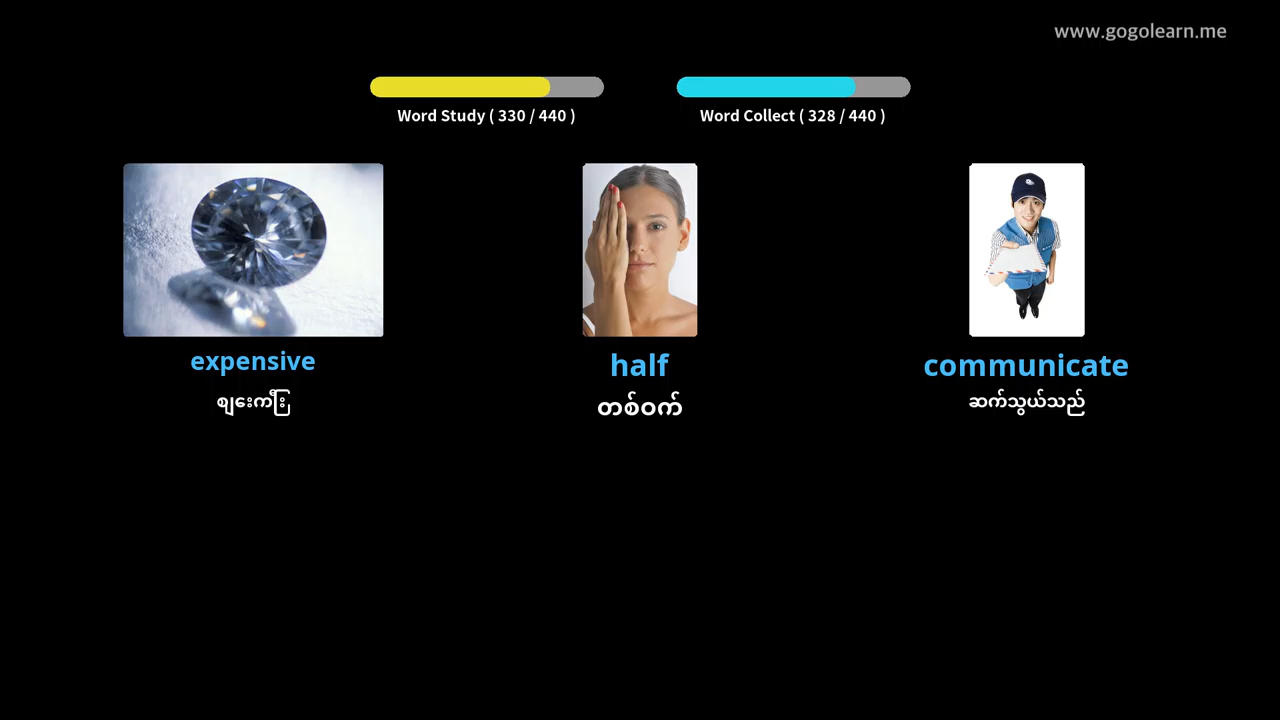 www.gogolearn.me
Word Study ( 330 / 440 )
Word Collect ( 328 / 440 )
expensive
half
communicate
စျေးကြီး
တစ်ဝက်
ဆက်သွယ်သည်